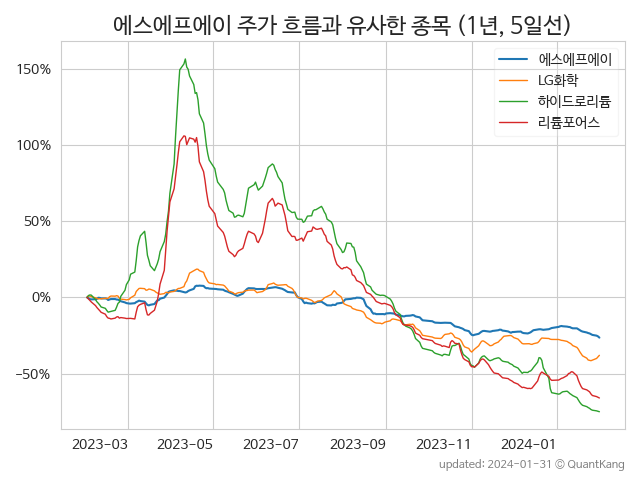 에스에프에이 주가 흐름과 유사한 종목 (1년, 5일선)
에스에프에이
LG화학
하이드로리튬
리튬포어스
150%
100%
50%
0%
−50%
2023-03 2023-05 2023-07 2023-09 2023-11 2024-01
updated: 2024-01-31 © QuantKang